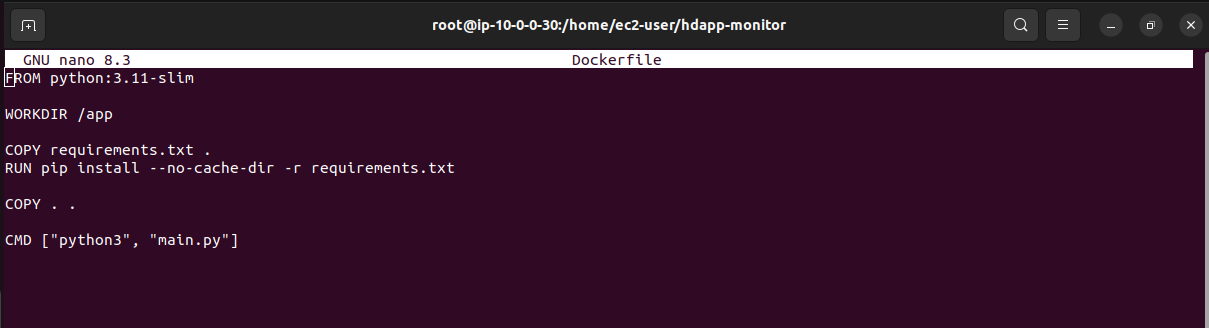 root@ip-10-0-0-30:/home/ec2-user/hdapp-monitor
GNU nano 8.3 Dockerfile
FROM python:3.11-slim
WORKDIR /app
COPY requirements.txt .
RUN pip install --no-cache-dir -r requirements.txt
COPY . .
CMD ["python3", "main.py"]